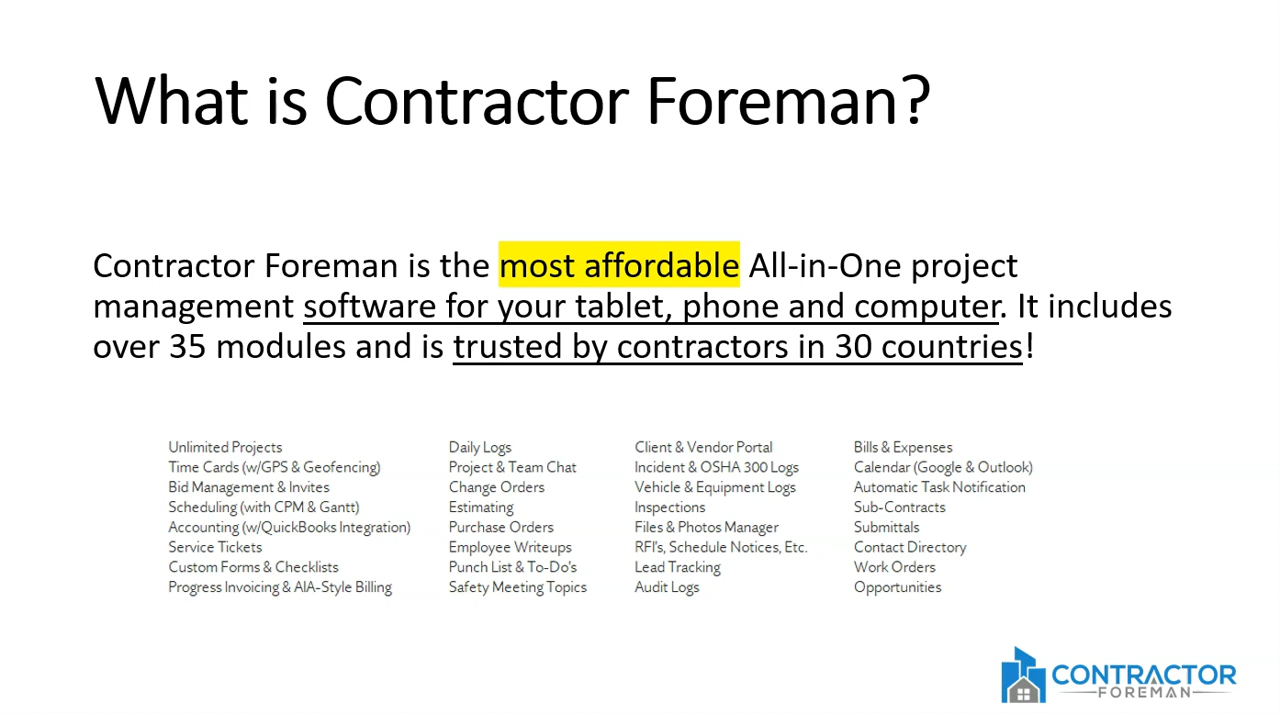 What is Contractor Foreman?
Contractor Foreman is the most affordable All-in-One project
management software for your tablet, phone and computer. It includes
over 35 modules and is trusted by contractors in 30 countries!
Unlimited Projects
Time Cards (w/GPS & Geofencing)
Bid Management & Invites
Scheduling (with CPM & Gantt)
Accounting (w/QuickBooks Integration)
Service Tickets
Custom Forms & Checklists
Progress Invoicing & AIA-Style Billing
Daily Logs
Project & Team Chat
Change Orders
Estimating
Purchase Orders
Employee Writeups
Punch List & To-Do's
Safety Meeting Topics
Client & Vendor Portal
Incident & OSHA 300 Logs
Vehicle & Equipment Logs
Inspections
Files & Photos Manager
RFI's, Schedule Notices, Etc.
Lead Tracking
Audit Logs
Bills & Expenses
Calendar (Google & Outlook)
Automatic Task Notification
Sub-Contracts
Submittals
Contact Directory
Work Orders
Opportunities
CONTRACTOR
FOREMAN